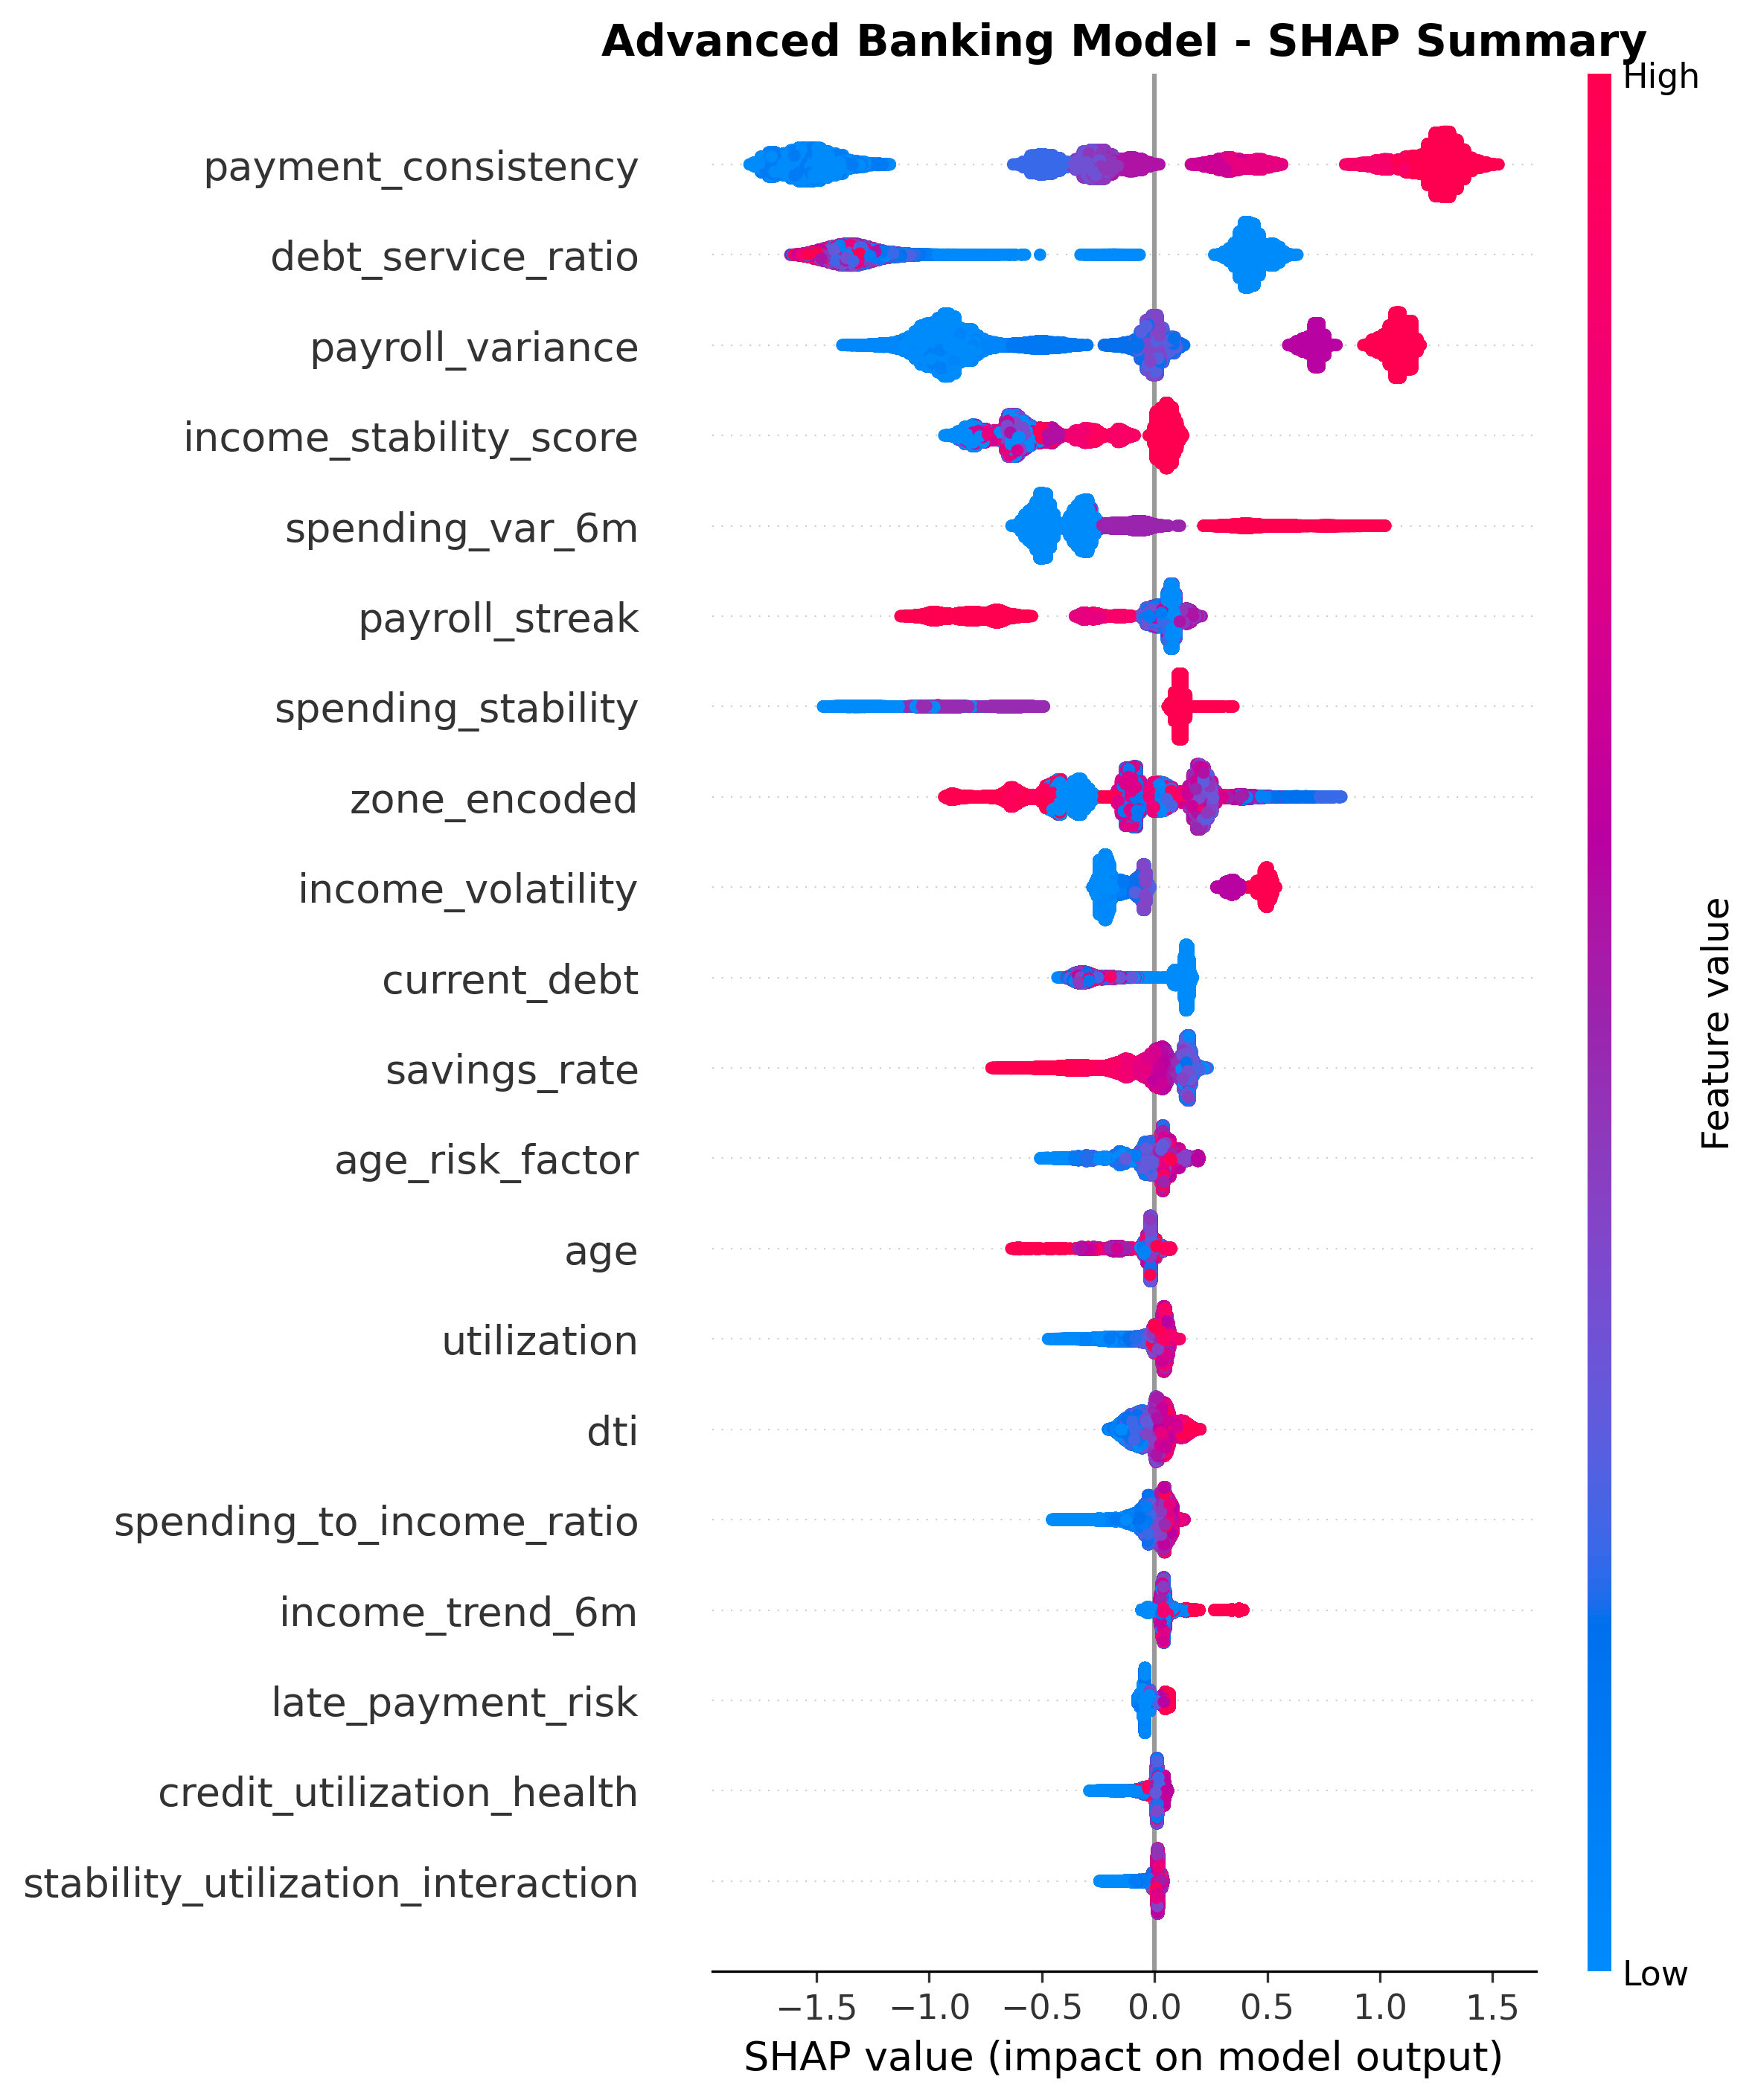 Advanced Banking Model - SHAP Summary
High
payment_consistency
debt_service_ratio
payroll_variance
income_stability_score
spending_var_6m
payroll_streak
spending_stability
zone_encoded
income_volatility
current_debt
savings_rate
age_risk_factor
age
utilization
dti
spending_to_income_ratio
income_trend_6m
late_payment_risk
credit_utilization_health
stability_utilization_interaction
Feature value
Low
−1.5 −1.0 −0.5 0.0 0.5 1.0 1.5
SHAP value (impact on model output)